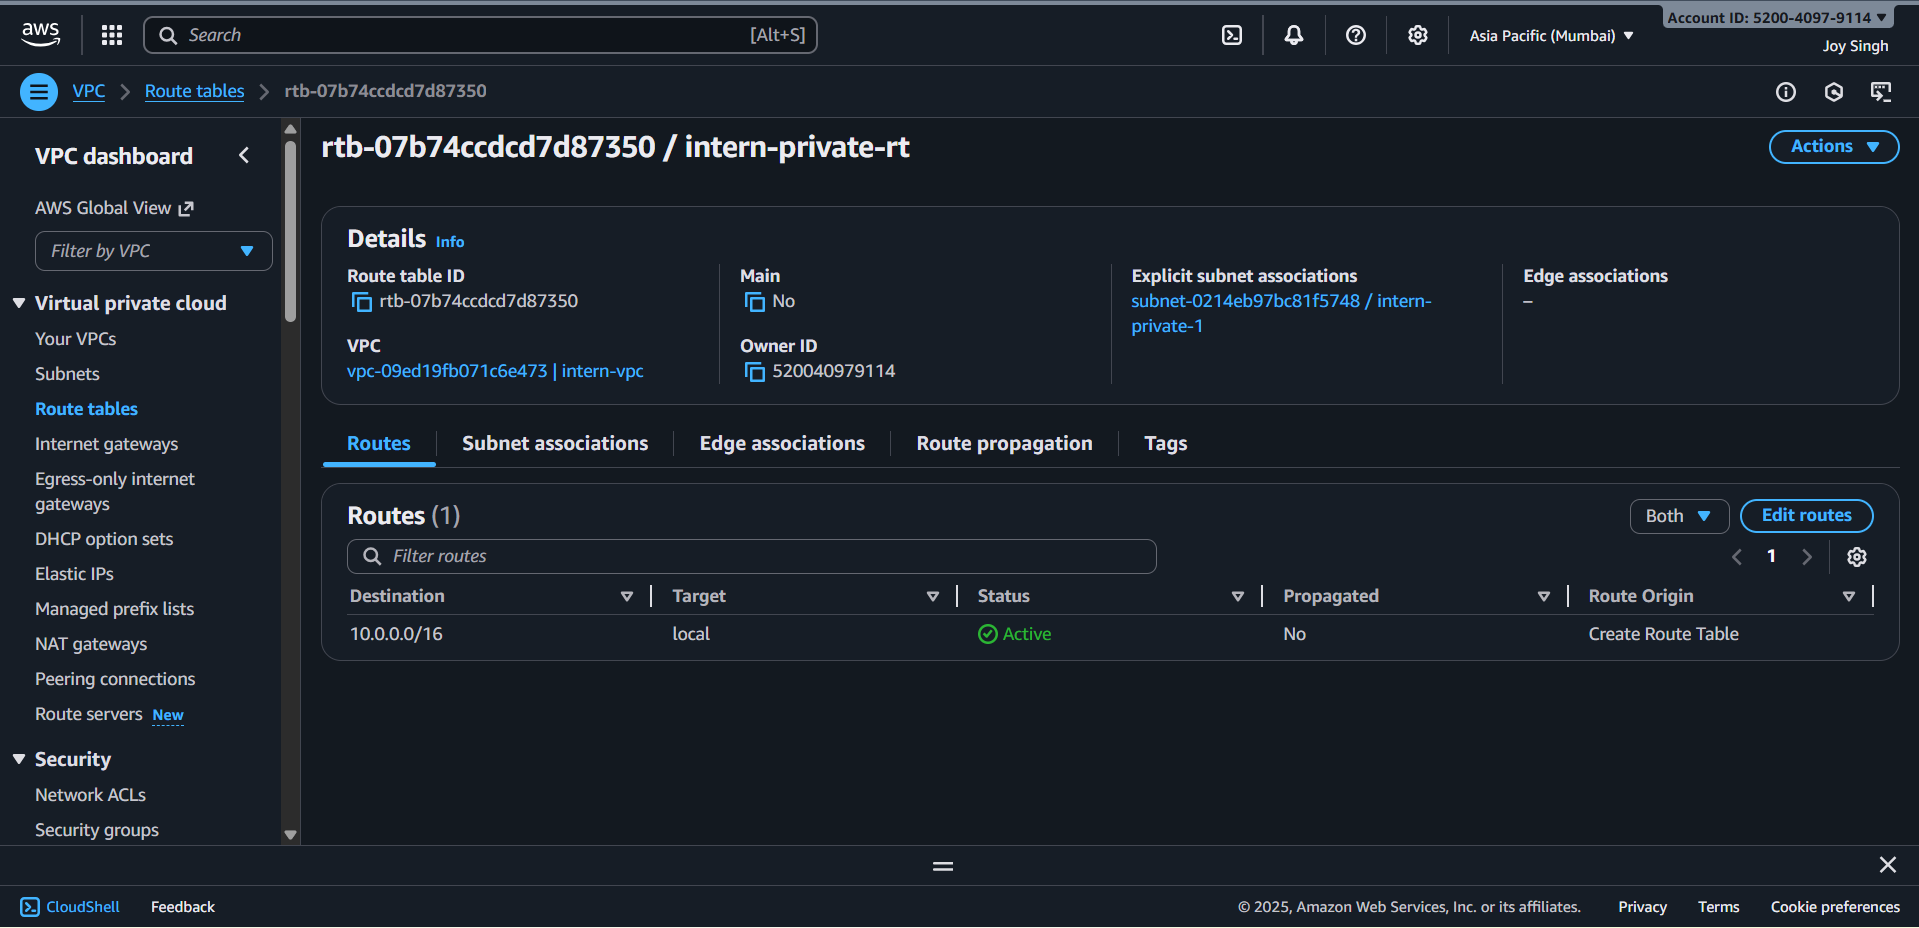 aws
Search [Alt+S]
Asia Pacific (Mumbai)
Account ID: 5200-4097-9114
Joy Singh
VPC
Route tables
rtb-07b74ccdcd7d87350
VPC dashboard
AWS Global View
Filter by VPC
Virtual private cloud
Your VPCs
Subnets
Route tables
Internet gateways
Egress-only internet
gateways
DHCP option sets
Elastic IPs
Managed prefix lists
NAT gateways
Peering connections
Route servers New
Security
Network ACLs
Security groups
rtb-07b74ccdcd7d87350 / intern-private-rt
Actions
Details Info
Route table ID
rtb-07b74ccdcd7d87350
VPC
vpc-09ed19fb071c6e473 | intern-vpc
Main
No
Owner ID
520040979114
Explicit subnet associations
subnet-0214eb97bc81f5748 / intern-
private-1
Edge associations
–
Routes Subnet associations Edge associations Route propagation Tags
Routes (1)
Both Edit routes
Filter routes
1
Destination Target Status Propagated Route Origin
10.0.0.0/16 local Active No Create Route Table
CloudShell Feedback
© 2025, Amazon Web Services, Inc. or its affiliates. Privacy Terms Cookie preferences